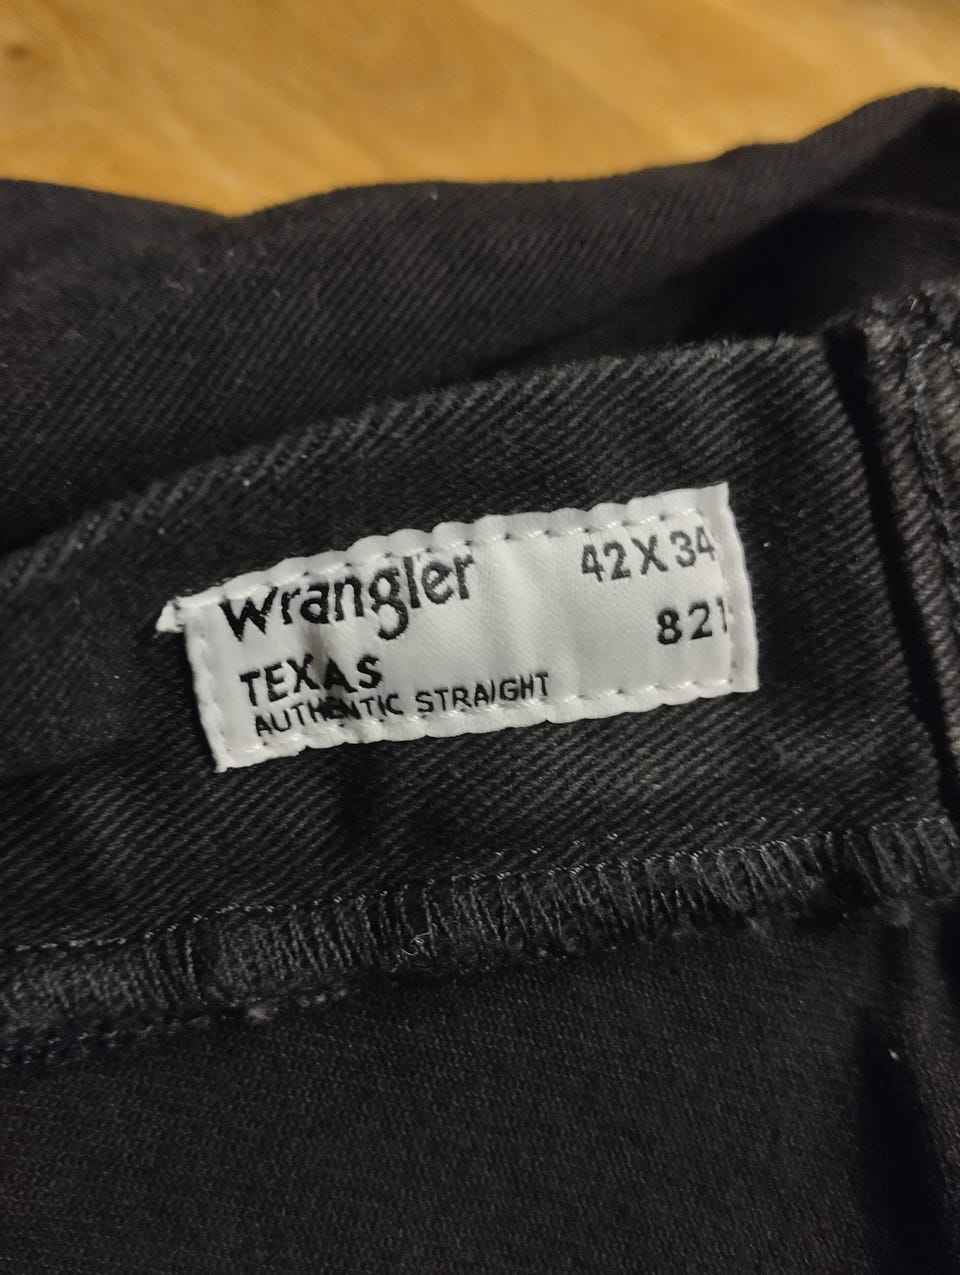 Wrangler 42X34
821
TEXAS
AUTHENTIC STRAIGHT